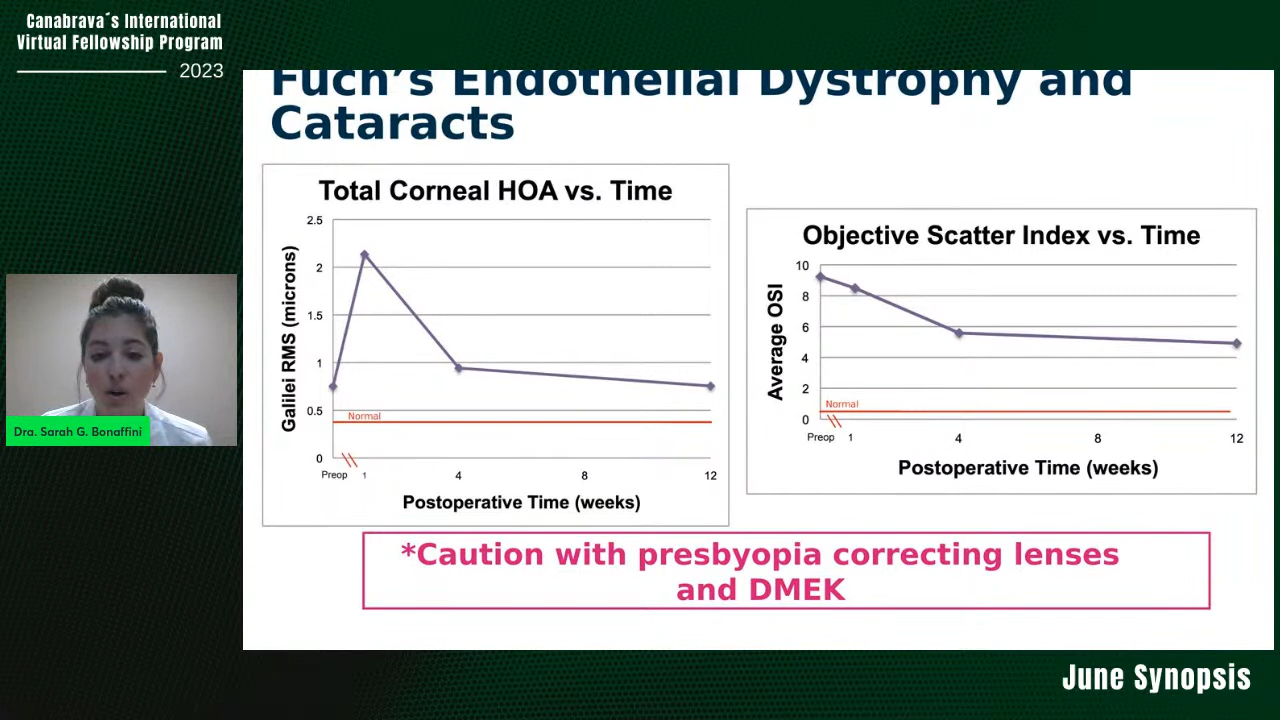 Canabrava´s International
Virtual Fellowship Program
2023
Fuch’s Endothelial Dystrophy and
Cataracts
Total Corneal HOA vs. Time
Galilei RMS (microns)
2.5
2
1.5
1
0.5
0
Normal
Preop 1 4 8 12
Postoperative Time (weeks)
Objective Scatter Index vs. Time
Average OSI
10
8
6
4
2
0
Normal
Preop 1 4 8 12
Postoperative Time (weeks)
Dra. Sarah G. Bonaffini
*Caution with presbyopia correcting lenses
and DMEK
June Synopsis